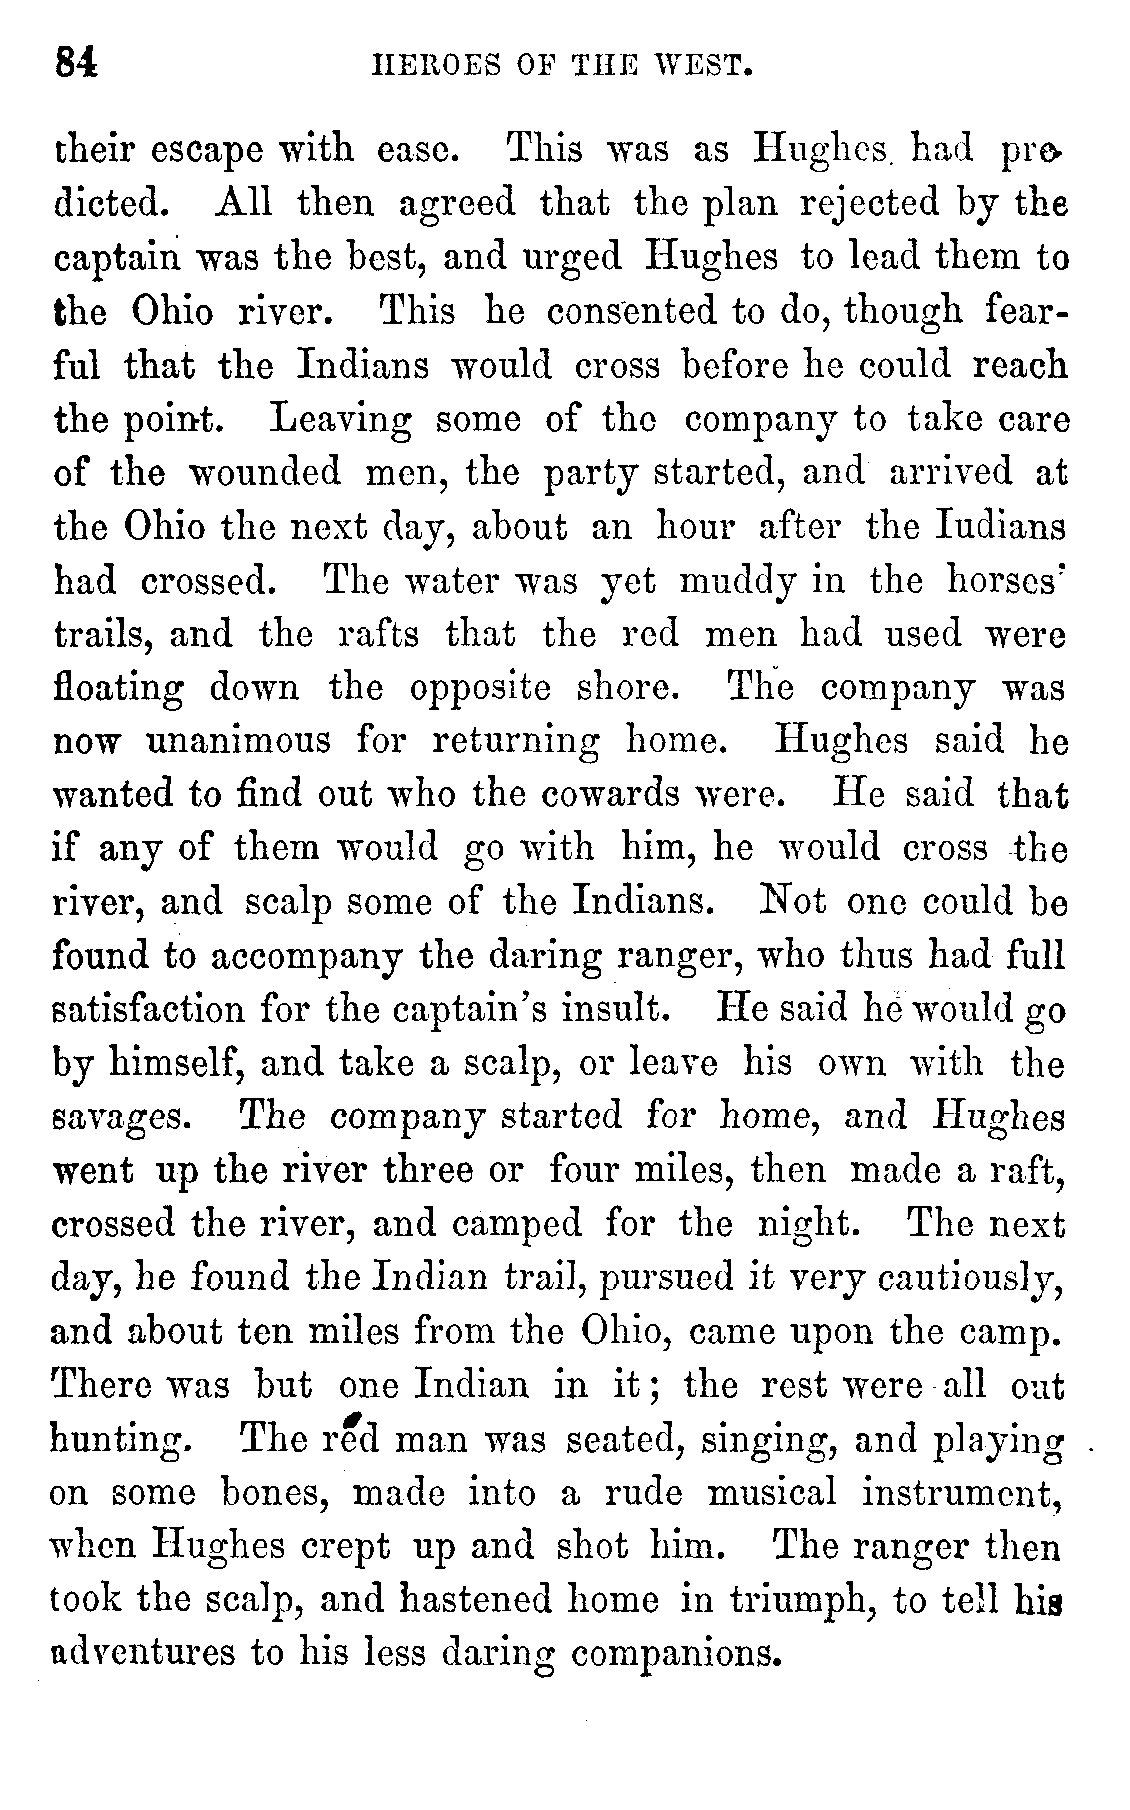 84 HEROES OF THE WEST.
their escape with ease. This was as Hughes had pre-
dicted. All then agreed that the plan rejected by the
captain was the best, and urged Hughes to lead them to
the Ohio river. This he consented to do, though fear-
ful that the Indians would cross before he could reach
the point. Leaving some of the company to take care
of the wounded men, the party started, and arrived at
the Ohio the next day, about an hour after the Iudians
had crossed. The water was yet muddy in the horses'
trails, and the rafts that the red men had used were
floating down the opposite shore. The company was
now unanimous for returning home. Hughes said he
wanted to find out who the cowards were. He said that
if any of them would go with him, he would cross the
river, and scalp some of the Indians. Not one could be
found to accompany the daring ranger, who thus had full
satisfaction for the captain's insult. He said he would go
by himself, and take a scalp, or leave his own with the
savages. The company started for home, and Hughes
went up the river three or four miles, then made a raft,
crossed the river, and camped for the night. The next
day, he found the Indian trail, pursued it very cautiously,
and about ten miles from the Ohio, came upon the camp.
There was but one Indian in it; the rest were all out
hunting. The red man was seated, singing, and playing
on some bones, made into a rude musical instrument,
when Hughes crept up and shot him. The ranger then
took the scalp, and hastened home in triumph, to tell his
adventures to his less daring companions.